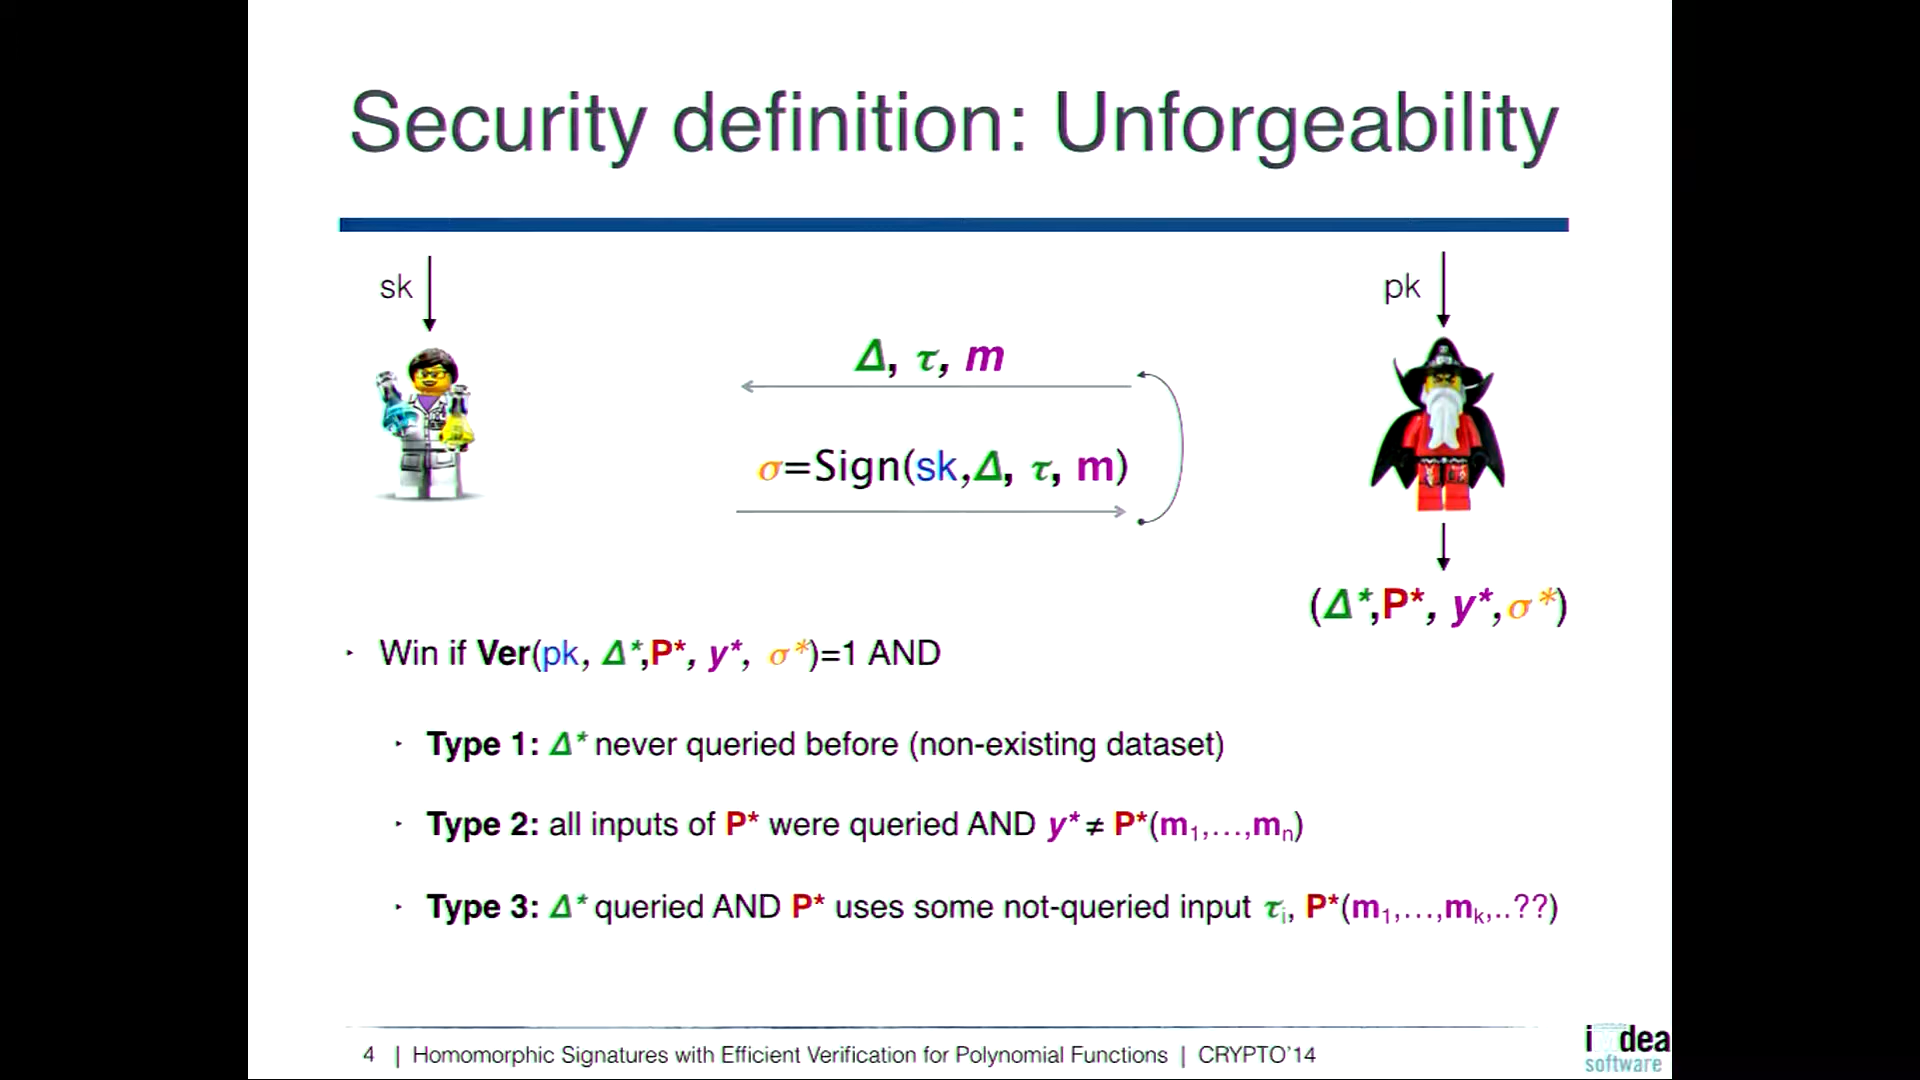 Security definition: Unforgeability
sk
pk
Δ, τ, m
σ=Sign(sk,Δ, τ, m)
(Δ*,P*, y*,σ*)
‣ Win if Ver(pk, Δ*,P*, y*, σ*)=1 AND
‣ Type 1: Δ* never queried before (non-existing dataset)
‣ Type 2: all inputs of P* were queried AND y* ≠ P*(m₁,…,mₙ)
‣ Type 3: Δ* queried AND P* uses some not-queried input τᵢ, P*(m₁,…,mₖ,..??)
4 | Homomorphic Signatures with Efficient Verification for Polynomial Functions | CRYPTO'14
i dea
software